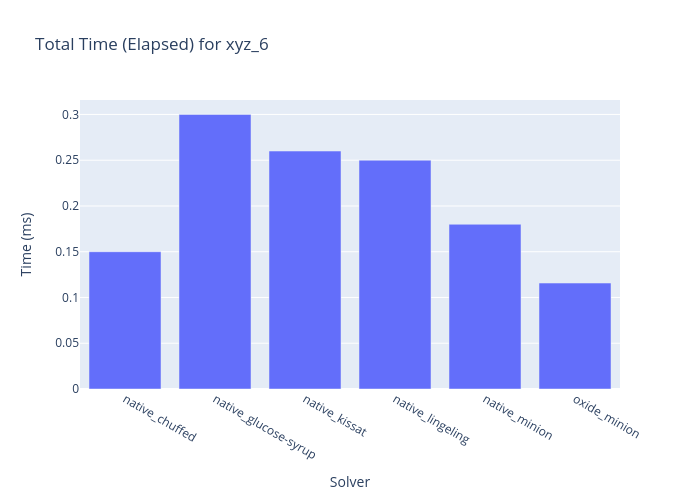 Total Time (Elapsed) for xyz_6
Time (ms)
0.3
0.25
0.2
0.15
0.1
0.05
0
native_chuffed
native_glucose-syrup
native_kissat
native_lingeling
native_minion
oxide_minion
Solver